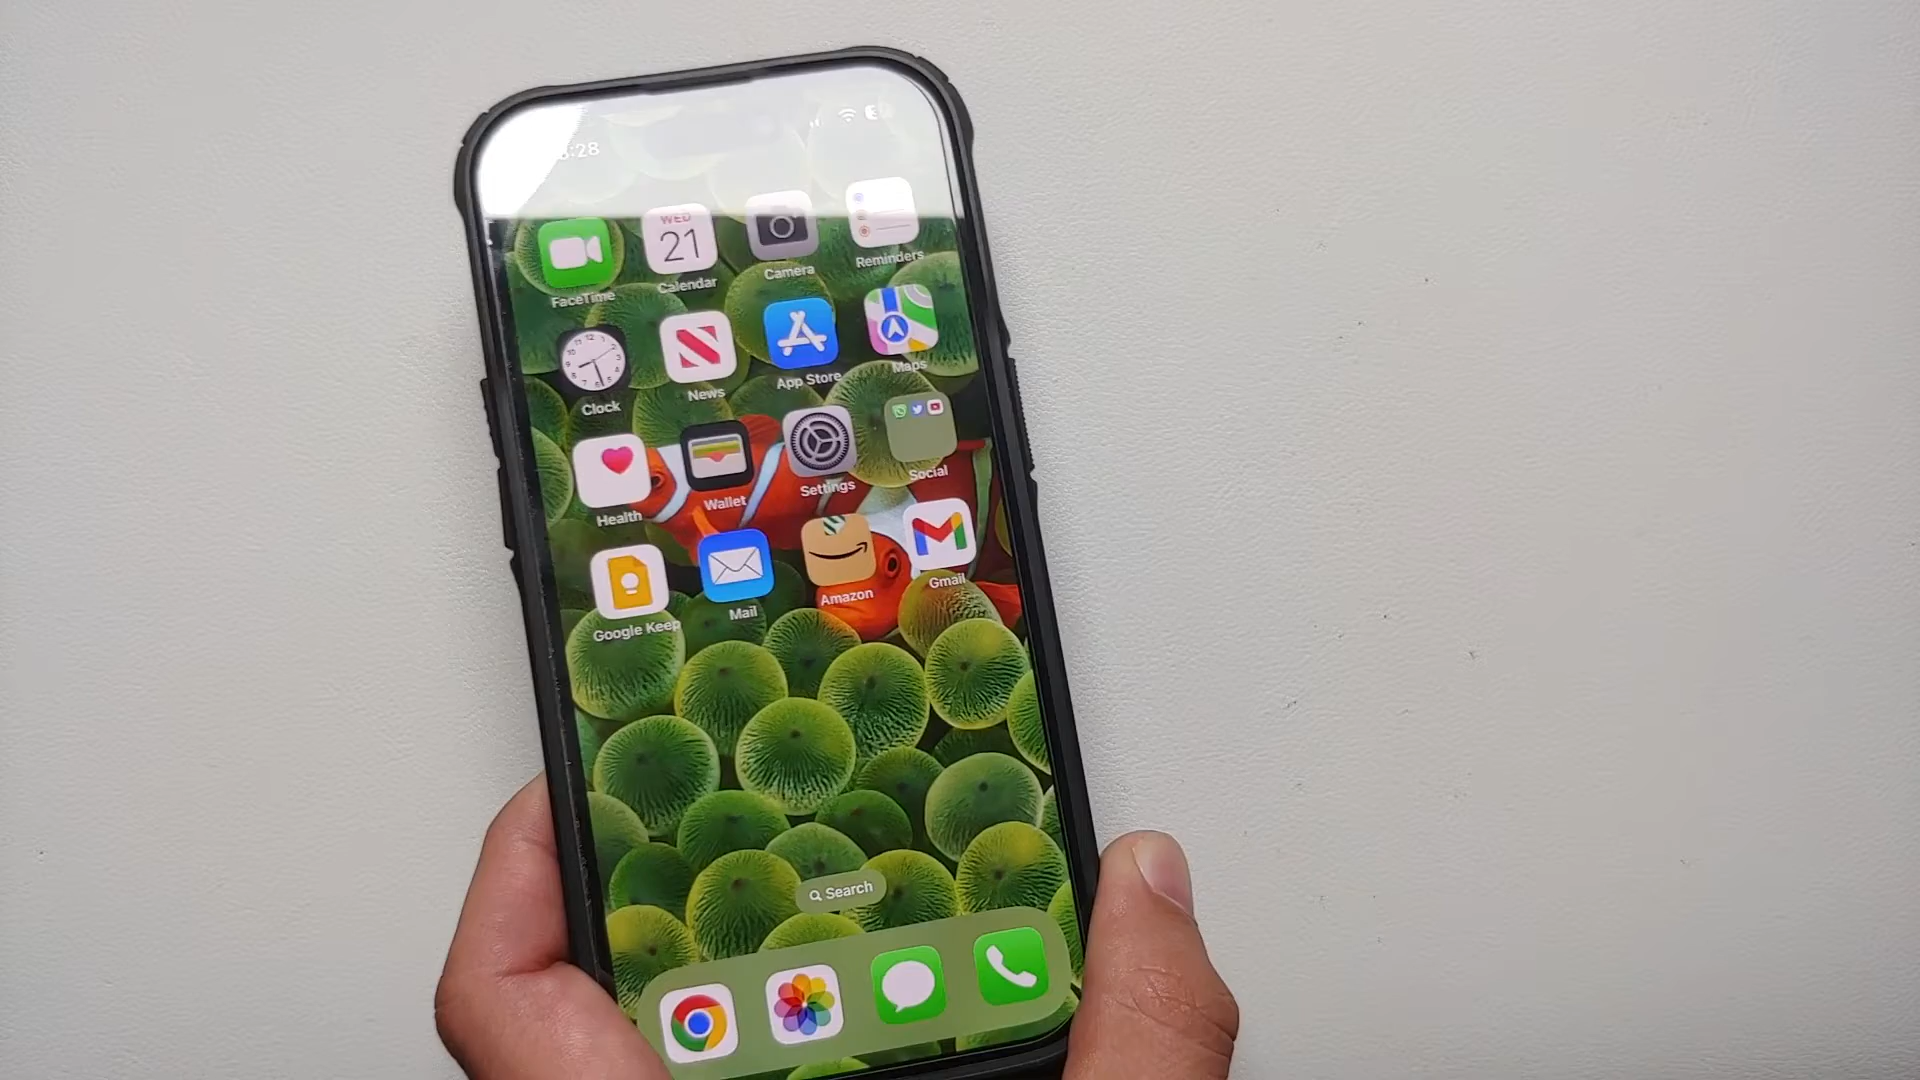 :28
WED
21
FaceTime
Calendar
Camera
Reminders
Clock
News
App Store
Maps
Health
Wallet
Settings
Social
Google Keep
Mail
Amazon
Gmail
Search